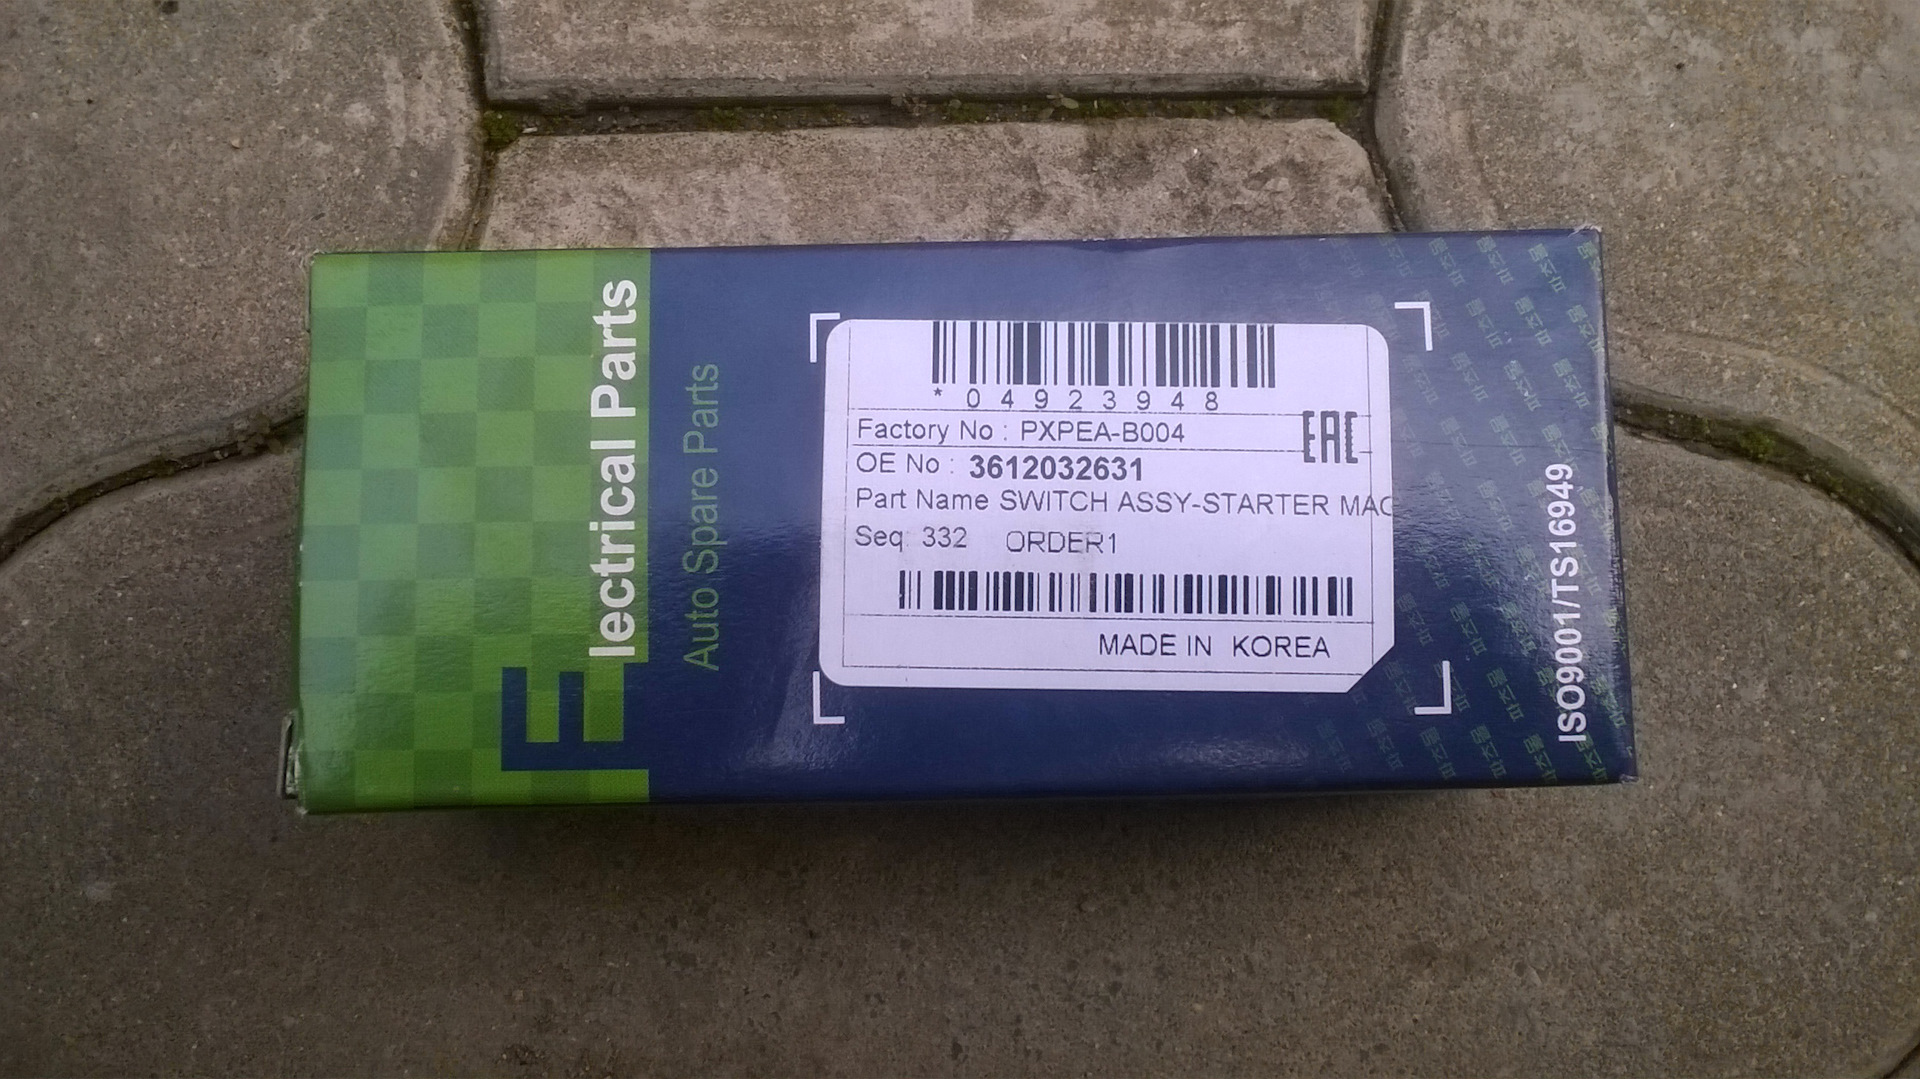 Electrical Parts
Auto Spare Parts
*04923948
Factory No : PXPEA-B004
EAC
OE No : 3612032631
Part Name SWITCH ASSY-STARTER MAG
Seq: 332 ORDER1
MADE IN KOREA
ISO9001/TS16949